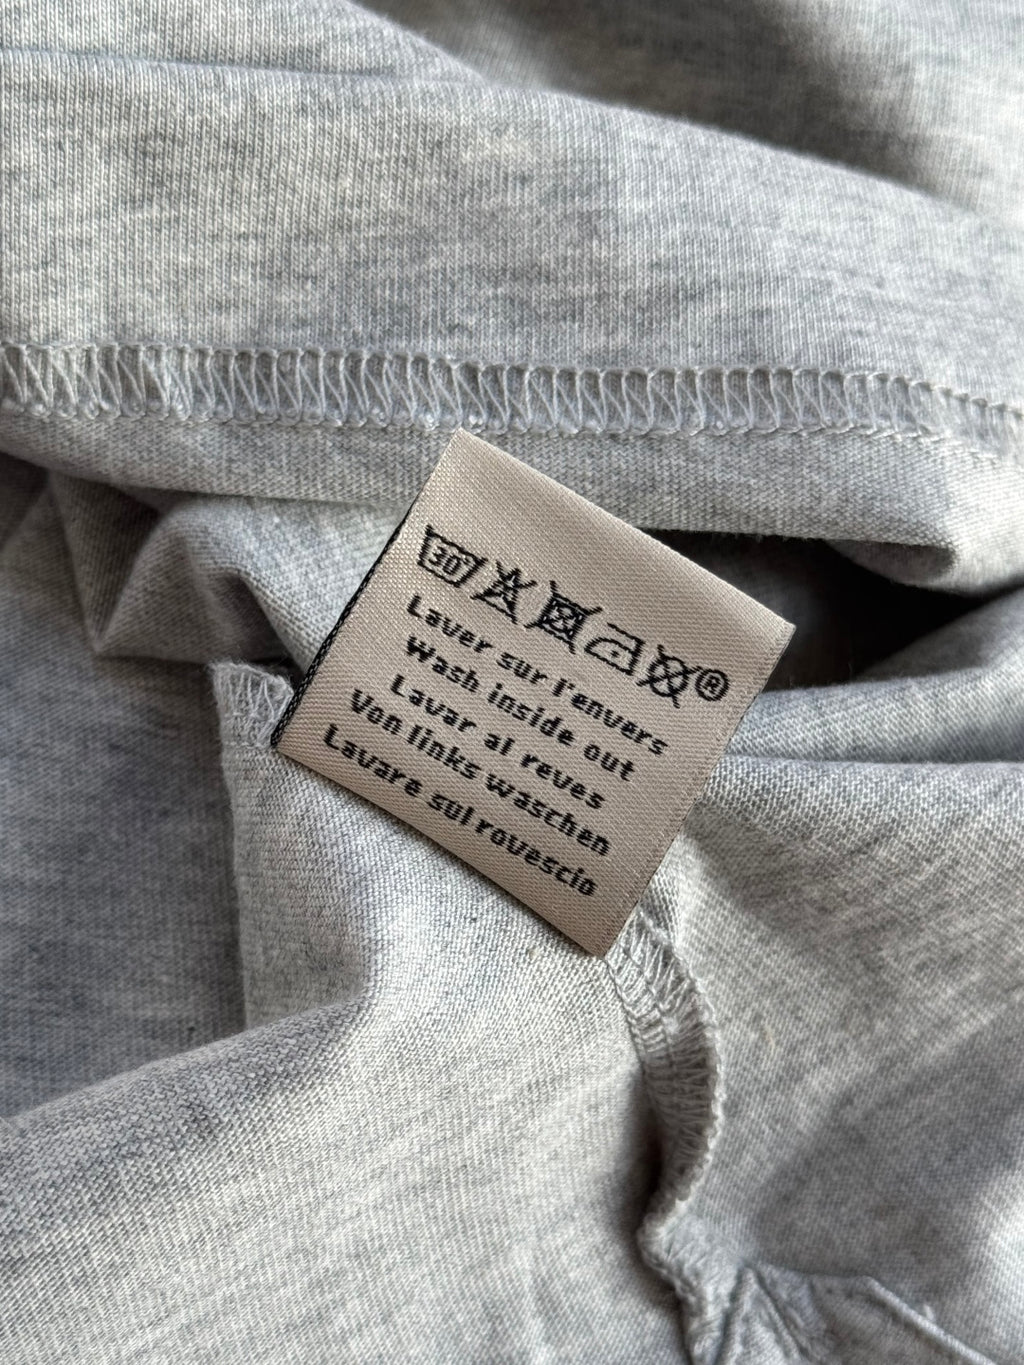 30° ®
Laver sur l'envers
Wash inside out
Lavar al reves
Von links waschen
Lavare sul rovescio